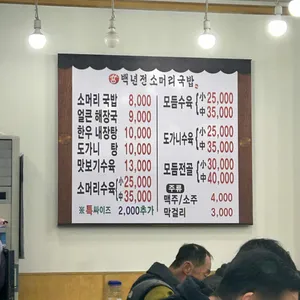 백년전 소머리국밥
소머리 국밥 8,000
얼큰 해장국 9,000
한우 내장탕 10,000
도가니 탕 10,000
맛보기수육 13,000
소머리수육 小 25,000
中 35,000
※특싸이즈 2,000추가
모듬수육 小 25,000
中 35,000
도가니수육 小 25,000
中 35,000
모듬전골 小 30,000
中 40,000
주류
맥주/소주 4,000
막걸리 3,000